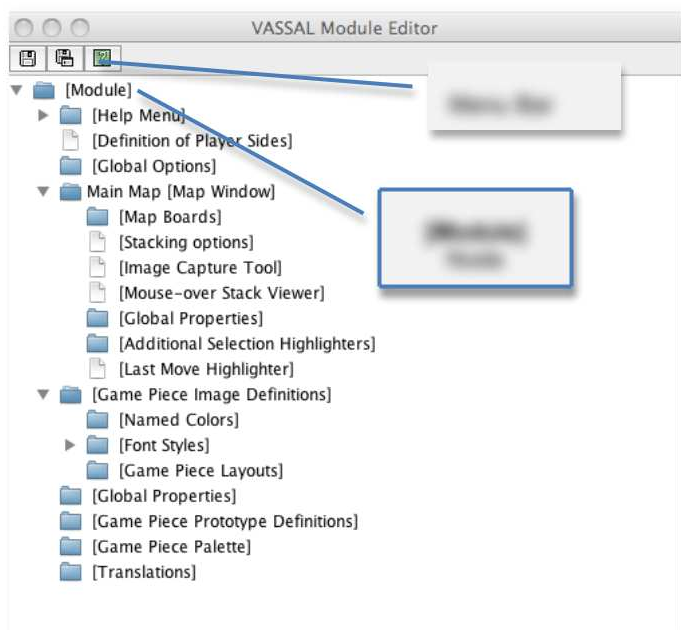 VASSAL Module Editor
[Module]
[Help Menu]
[Definition of Player Sides]
[Global Options]
Main Map [Map Window]
[Map Boards]
[Stacking options]
[Image Capture Tool]
[Mouse-over Stack Viewer]
[Global Properties]
[Additional Selection Highlighters]
[Last Move Highlighter]
[Game Piece Image Definitions]
[Named Colors]
[Font Styles]
[Game Piece Layouts]
[Global Properties]
[Game Piece Prototype Definitions]
[Game Piece Palette]
[Translations]